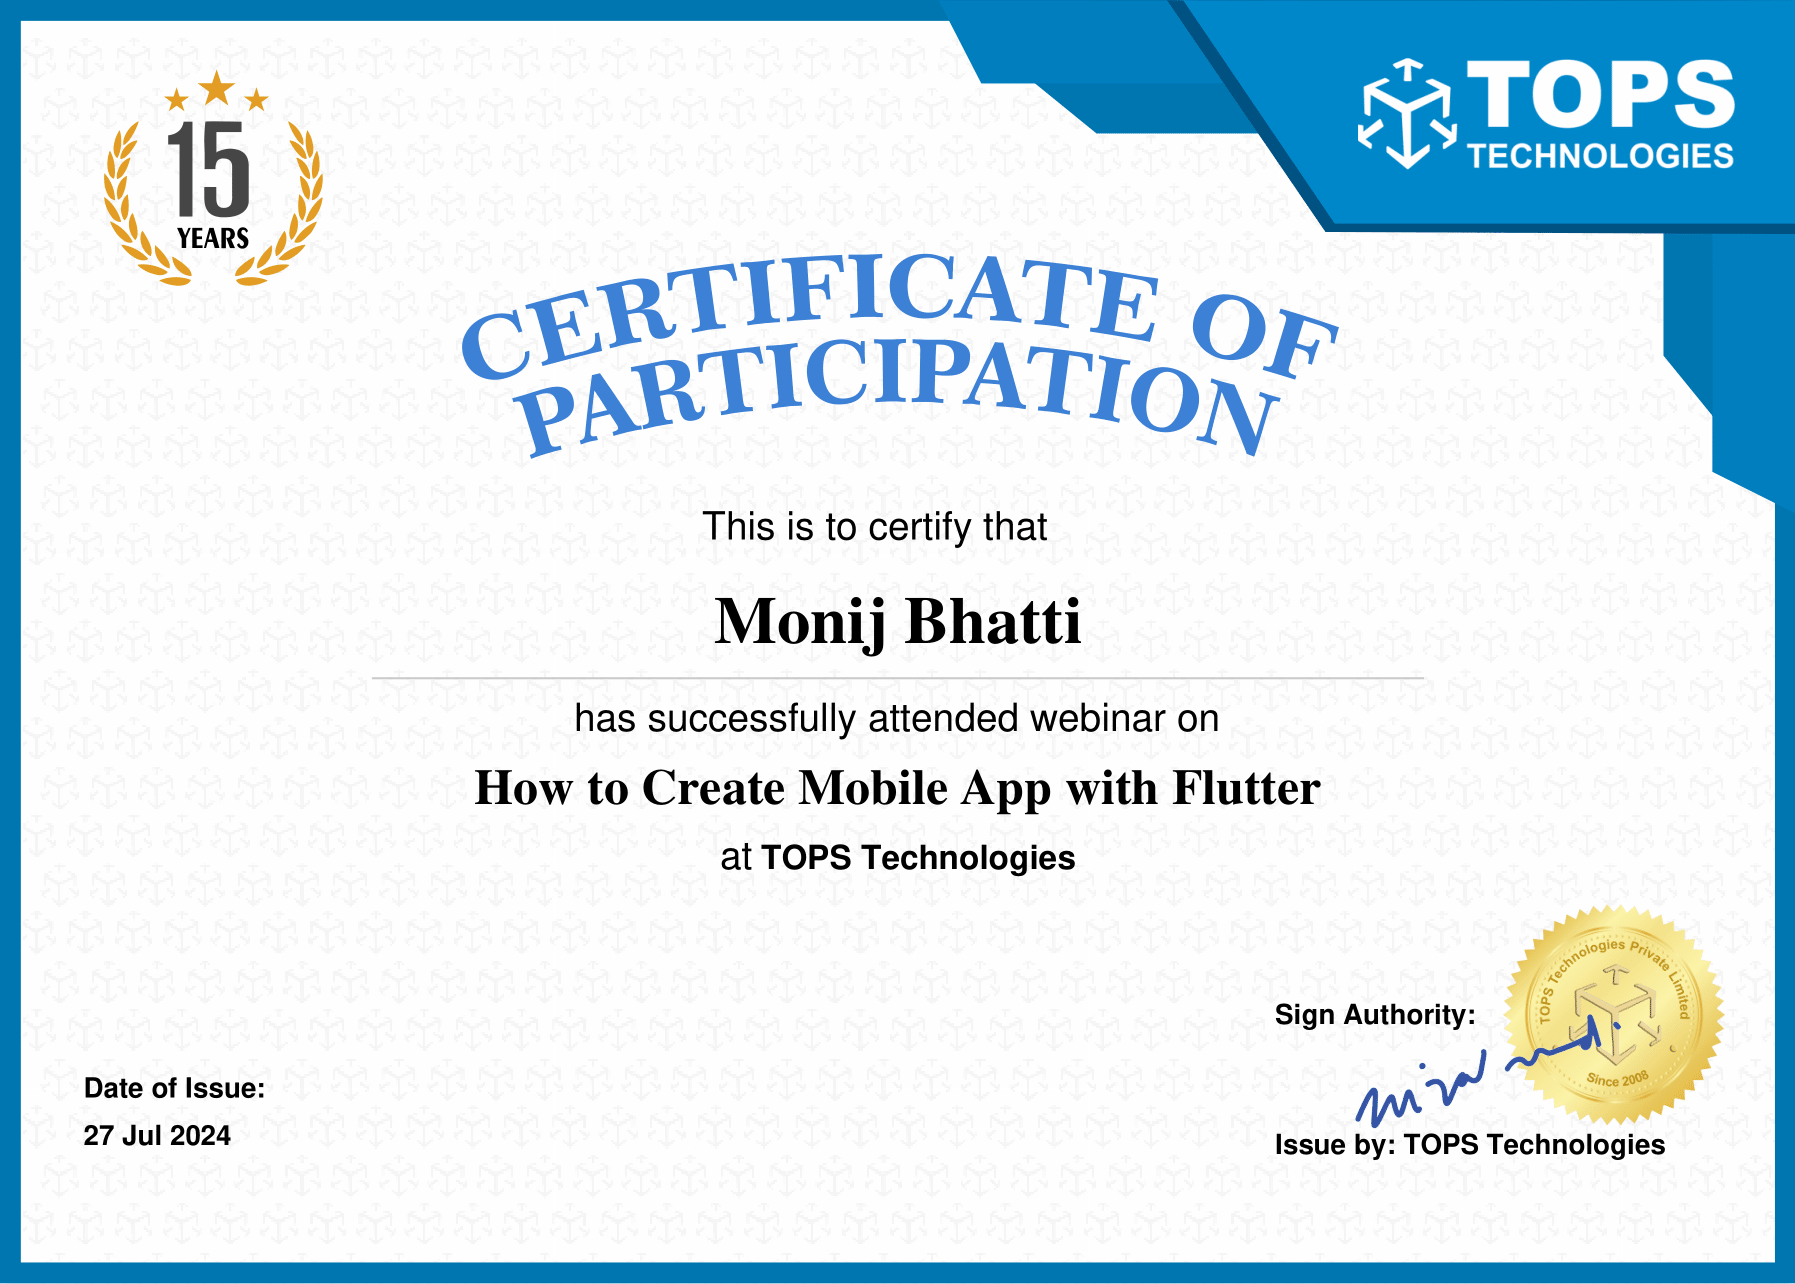 15
YEARS
TOPS
TECHNOLOGIES
CERTIFICATE OF
PARTICIPATION
This is to certify that
Monij Bhatti
has successfully attended webinar on
How to Create Mobile App with Flutter
at TOPS Technologies
TOPS Technologies Private Limited
Since 2008
Sign Authority:
Date of Issue:
27 Jul 2024
Issue by: TOPS Technologies